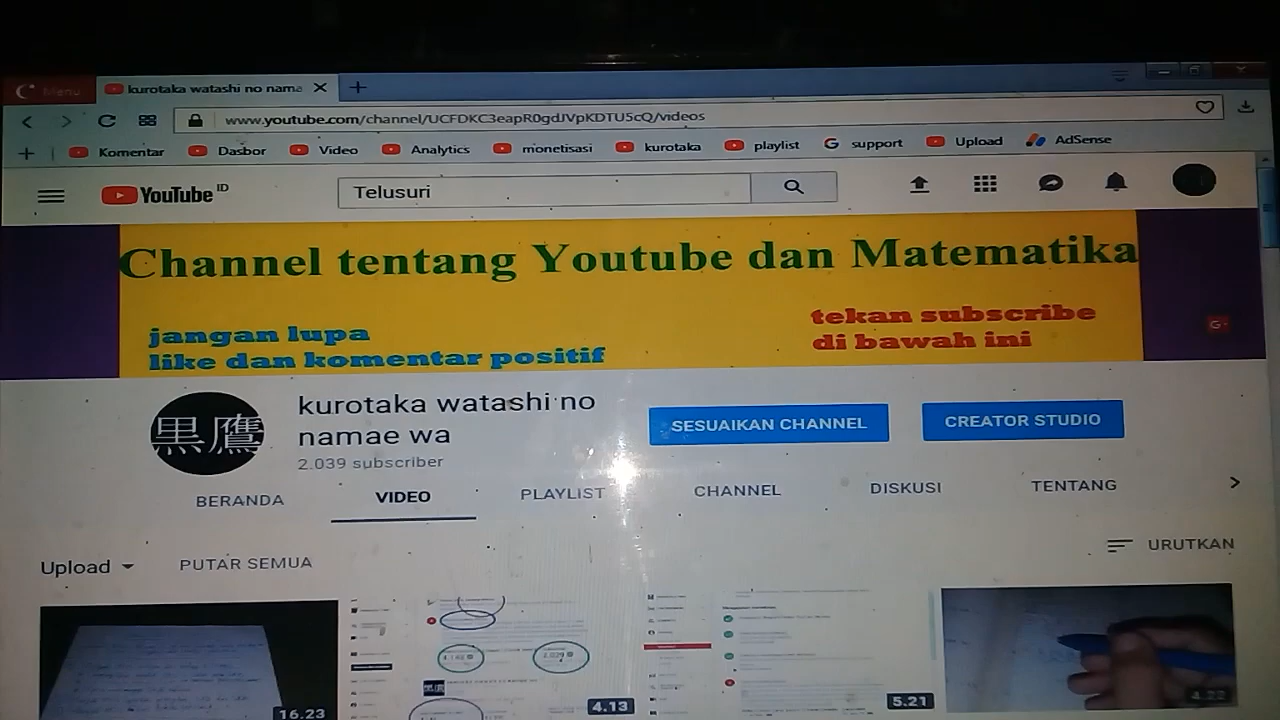 Menu
kurotaka watashi no nama
www.youtube.com/channel/UCFDKC3eapR0gdJVpKDTU5cQ/videos
Komentar Dasbor Video Analytics monetisasi kurotaka playlist support Upload AdSense
YouTube ID
Telusuri
Channel tentang Youtube dan Matematika
jangan lupa
like dan komentar positif
tekan subscribe
di bawah ini
G+
黒鷹
kurotaka watashi no
namae wa
2.039 subscriber
SESUAIKAN CHANNEL
CREATOR STUDIO
BERANDA VIDEO PLAYLIST CHANNEL DISKUSI TENTANG
Upload PUTAR SEMUA
URUTKAN
16.23
4.13
5.21
4.22